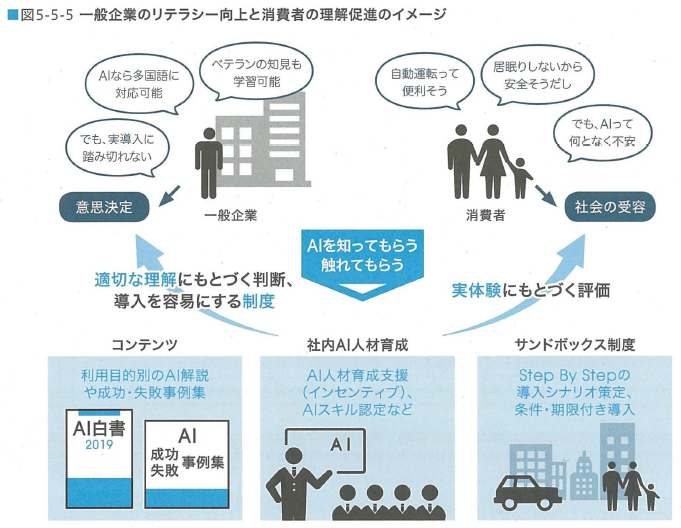 ■図5-5-5 一般企業のリテラシー向上と消費者の理解促進のイメージ
AIなら多国語に
対応可能
ベテランの知見も
学習可能
でも、実導入に
踏み切れない
意思決定
一般企業
自動運転って
便利そう
居眠りしないから
安全そうだし
でも、AIって
何となく不安
消費者
社会の受容
AIを知ってもらう
触れてもらう
適切な理解にもとづく判断、
導入を容易にする制度
実体験にもとづく評価
コンテンツ
利用目的別のAI解説
や成功・失敗事例集
AI白書
2019
AI
成功
失敗
事例集
社内AI人材育成
AI人材育成支援
(インセンティブ)、
AIスキル認定など
AI
サンドボックス制度
Step By Stepの
導入シナリオ策定、
条件・期限付き導入